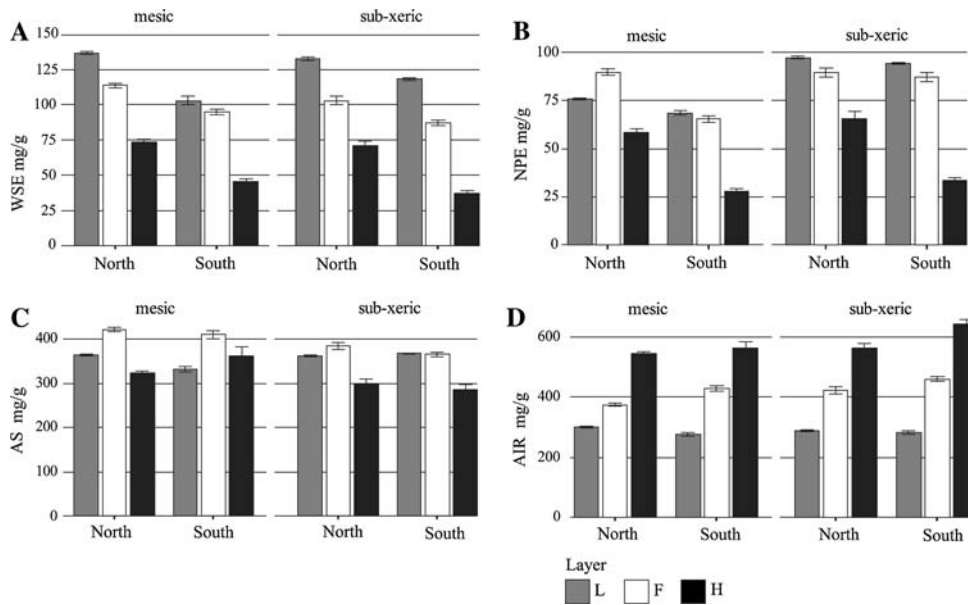 A
mesic
sub-xeric
150
125
100
75
50
25
0
WSE mg/g
North
South
North
South
B
mesic
sub-xeric
100
75
50
25
0
NPE mg/g
North
South
North
South
C
mesic
sub-xeric
400
300
200
100
0
AS mg/g
North
South
North
South
D
mesic
sub-xeric
600
400
200
0
AIR mg/g
North
South
North
South
Layer
L F H